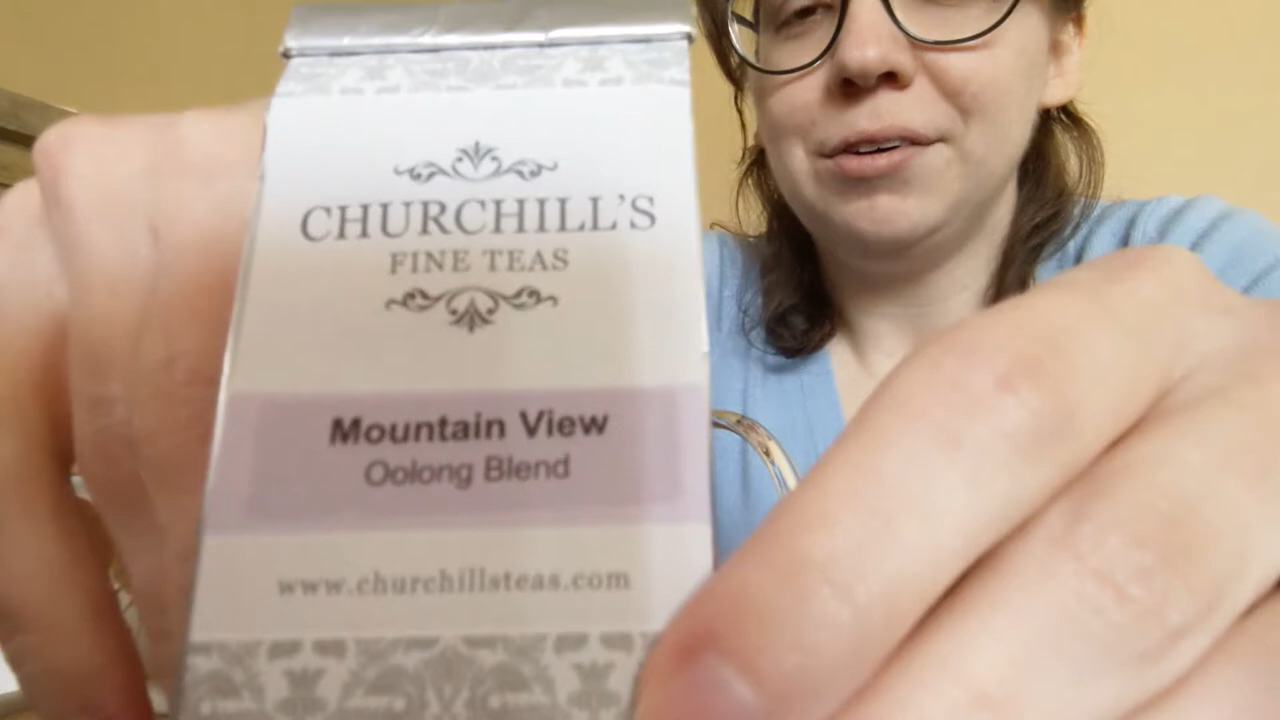 CHURCHILL'S
FINE TEAS
Mountain View
Oolong Blend
www.churchillsteas.com